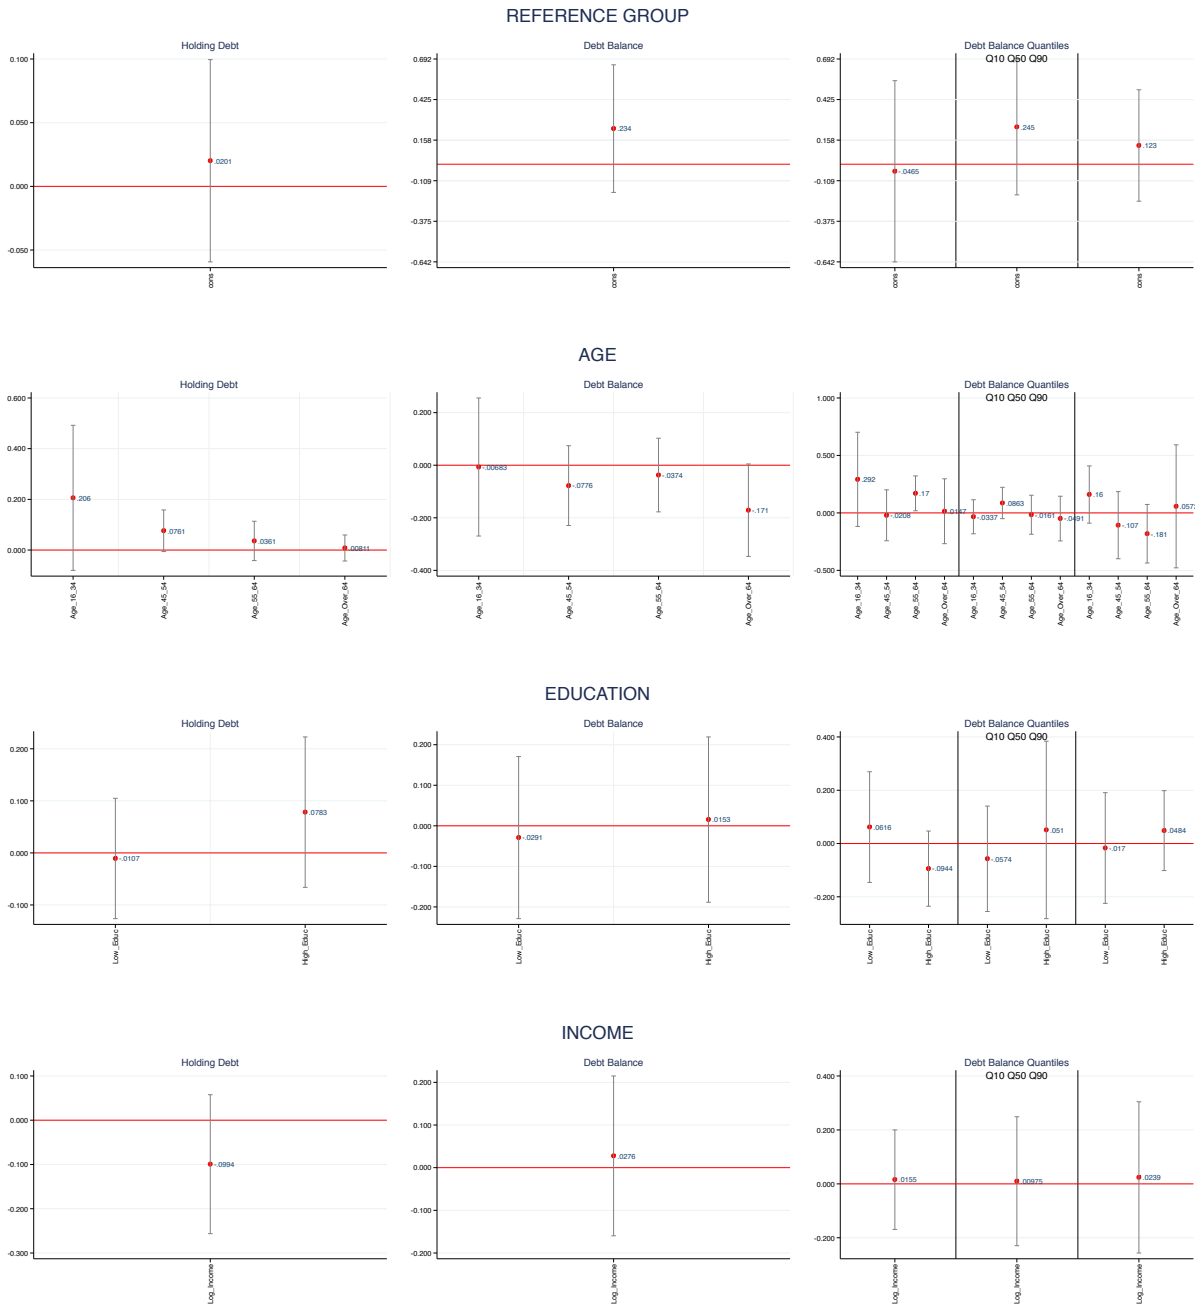 REFERENCE GROUP
Holding Debt
0.100
0.050
0.000
-0.050
.0201
cons
Debt Balance
0.692
0.425
0.158
-0.109
-0.375
-0.642
.234
cons
Debt Balance Quantiles
Q10 Q50 Q90
0.692
0.425
0.158
-0.109
-0.375
-0.642
-.0465
.245
.123
cons
cons
cons
AGE
Holding Debt
0.600
0.400
0.200
0.000
.206
.0761
.0361
.00811
Age_16_34
Age_45_54
Age_55_64
Age_Over_64
Debt Balance
0.200
0.000
-0.200
-0.400
-.00683
-.0776
-.0374
-.171
Age_16_34
Age_45_54
Age_55_64
Age_Over_64
Debt Balance Quantiles
Q10 Q50 Q90
1.000
0.500
0.000
-0.500
.292
-.0208
.17
.0147
-.0337
.0863
-.0161
-.0491
.16
-.107
-.181
.0572
Age_16_34
Age_45_54
Age_55_64
Age_Over_64
Age_16_34
Age_45_54
Age_55_64
Age_Over_64
Age_16_34
Age_45_54
Age_55_64
Age_Over_64
EDUCATION
Holding Debt
0.200
0.100
0.000
-0.100
-.0107
.0783
Low_Educ
High_Educ
Debt Balance
0.200
0.100
0.000
-0.100
-0.200
-.0291
.0153
Low_Educ
High_Educ
Debt Balance Quantiles
Q10 Q50 Q90
0.400
0.200
0.000
-0.200
.0616
-.0944
-.0574
.051
-.017
.0484
Low_Educ
High_Educ
Low_Educ
High_Educ
Low_Educ
High_Educ
INCOME
Holding Debt
0.100
0.000
-0.100
-0.200
-0.300
-.0994
Log_Income
Debt Balance
0.200
0.100
0.000
-0.100
-0.200
.0276
Log_Income
Debt Balance Quantiles
Q10 Q50 Q90
0.400
0.200
0.000
-0.200
.0155
.00975
.0239
Log_Income
Log_Income
Log_Income